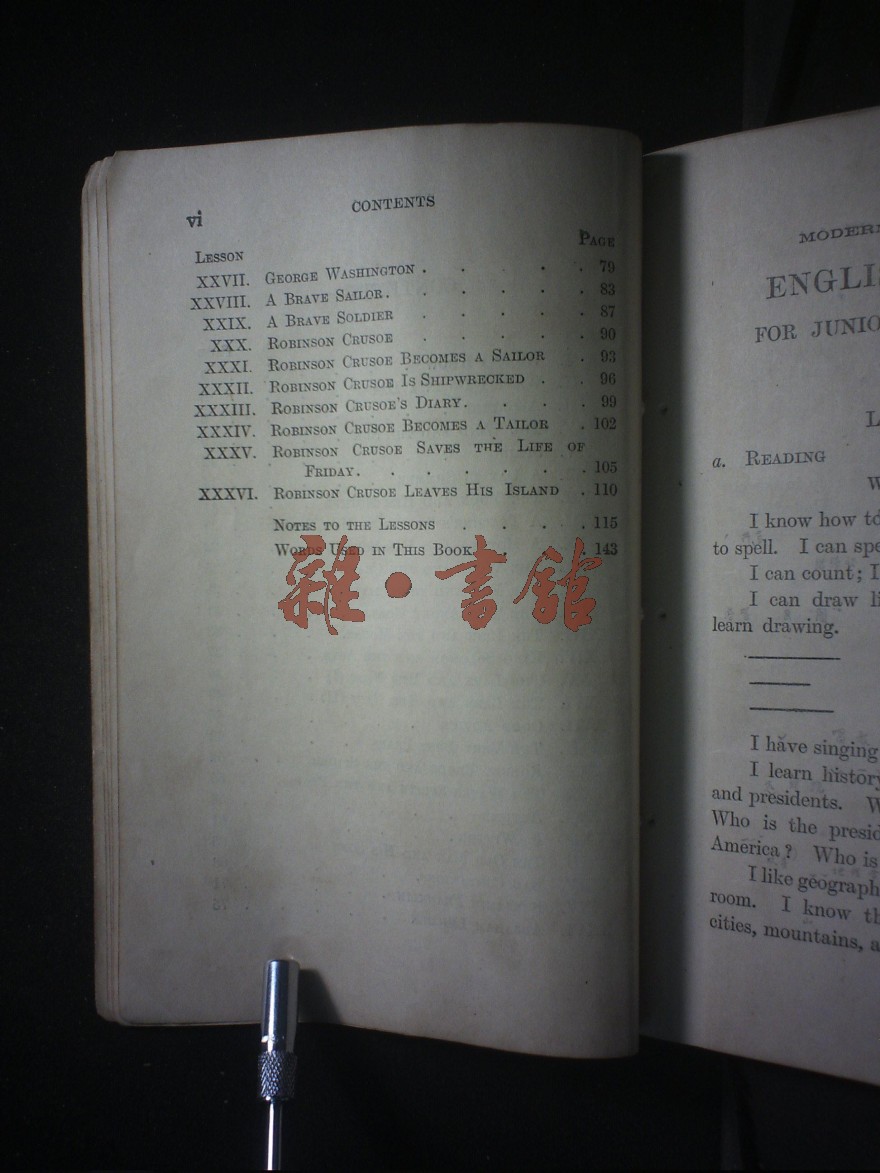 vi
CONTENTS
LESSON
PAGE
XXVII. GEORGE WASHINGTON . . . . . 79
XXVIII. A BRAVE SAILOR . . . . . . 83
XXIX. A BRAVE SOLDIER . . . . . 87
XXX. ROBINSON CRUSOE . . . . . 90
XXXI. ROBINSON CRUSOE BECOMES A SAILOR . 93
XXXII. ROBINSON CRUSOE IS SHIPWRECKED . . 96
XXXIII. ROBINSON CRUSOE'S DIARY . . . . 99
XXXIV. ROBINSON CRUSOE BECOMES A TAILOR . 102
XXXV. ROBINSON CRUSOE SAVES THE LIFE OF
FRIDAY . . . . . . . 105
XXXVI. ROBINSON CRUSOE LEAVES HIS ISLAND . 110
NOTES TO THE LESSONS . . . . 115
WORDS USED IN THIS BOOK . . . . 143
雜·書館
MODERN
ENGLIS
FOR JUNIO
L
a. READING
W
I know how to
to spell. I can spe
I can count; I
I can draw li
learn drawing.
I have singing
I learn history
and presidents. W
Who is the presid
America? Who is
I like geograph
room. I know th
cities, mountains, a